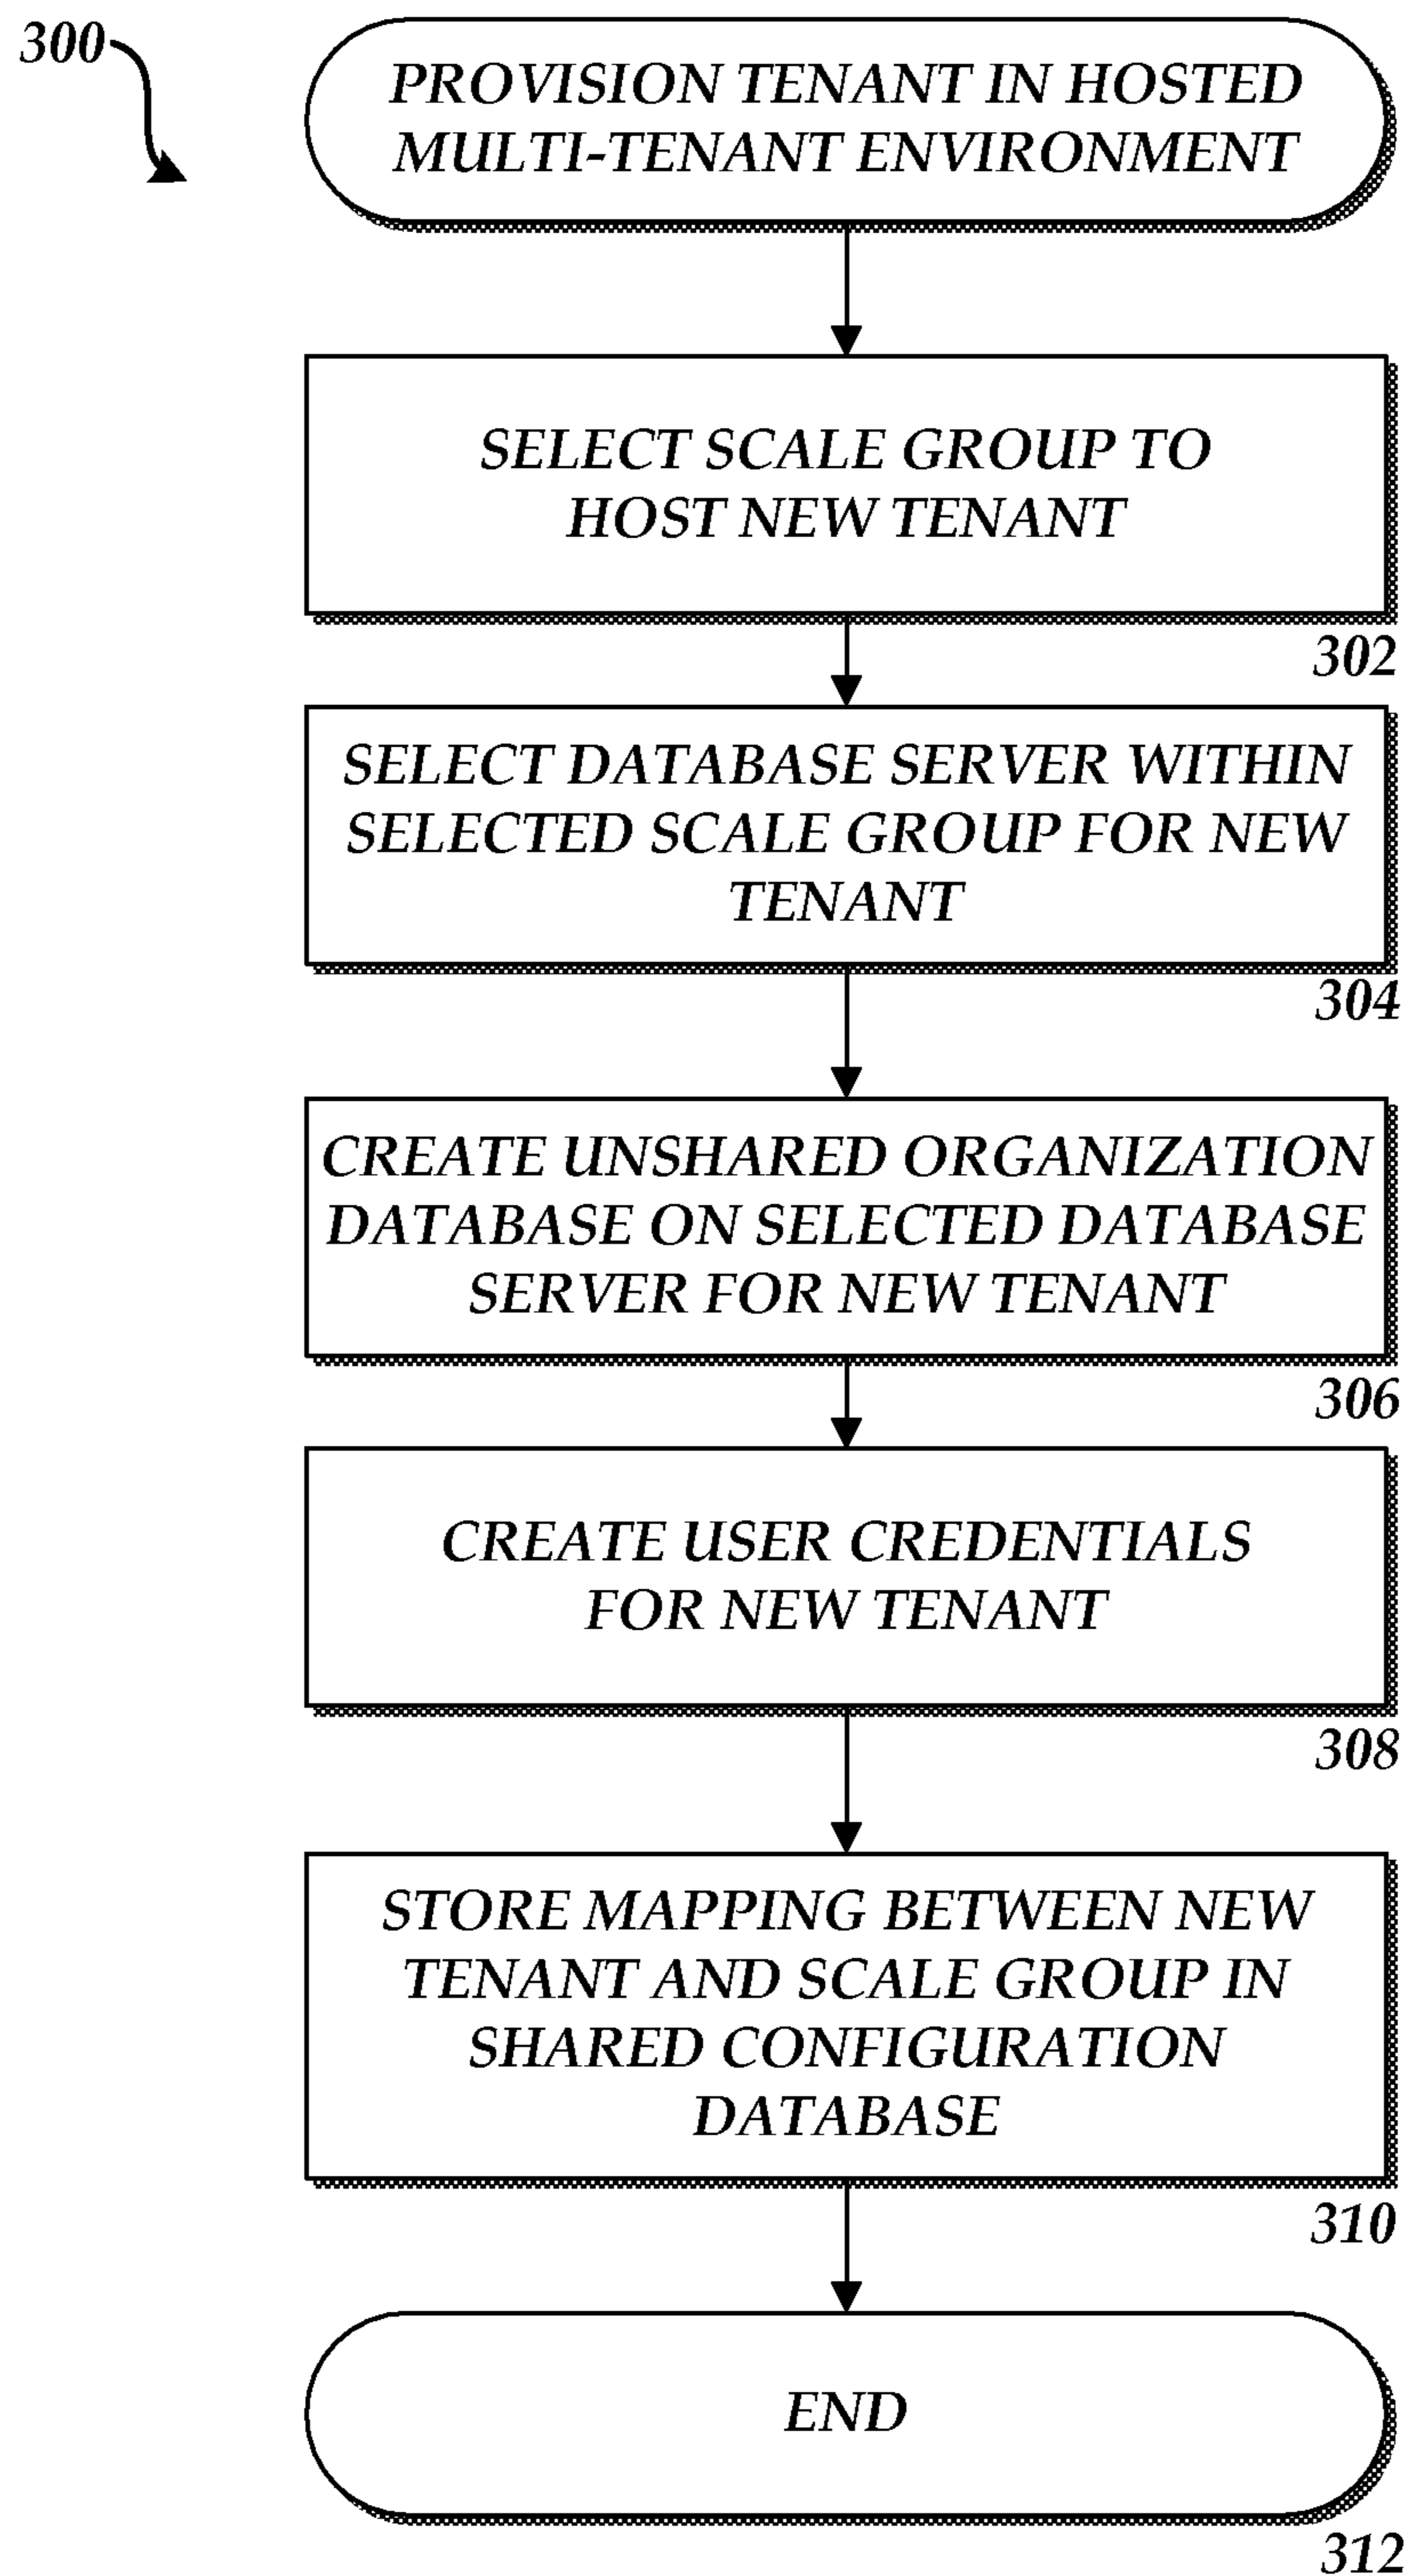 300
PROVISION TENANT IN HOSTED
MULTI-TENANT ENVIRONMENT
SELECT SCALE GROUP TO
HOST NEW TENANT
302
SELECT DATABASE SERVER WITHIN
SELECTED SCALE GROUP FOR NEW
TENANT
304
CREATE UNSHARED ORGANIZATION
DATABASE ON SELECTED DATABASE
SERVER FOR NEW TENANT
306
CREATE USER CREDENTIALS
FOR NEW TENANT
308
STORE MAPPING BETWEEN NEW
TENANT AND SCALE GROUP IN
SHARED CONFIGURATION
DATABASE
310
END
312